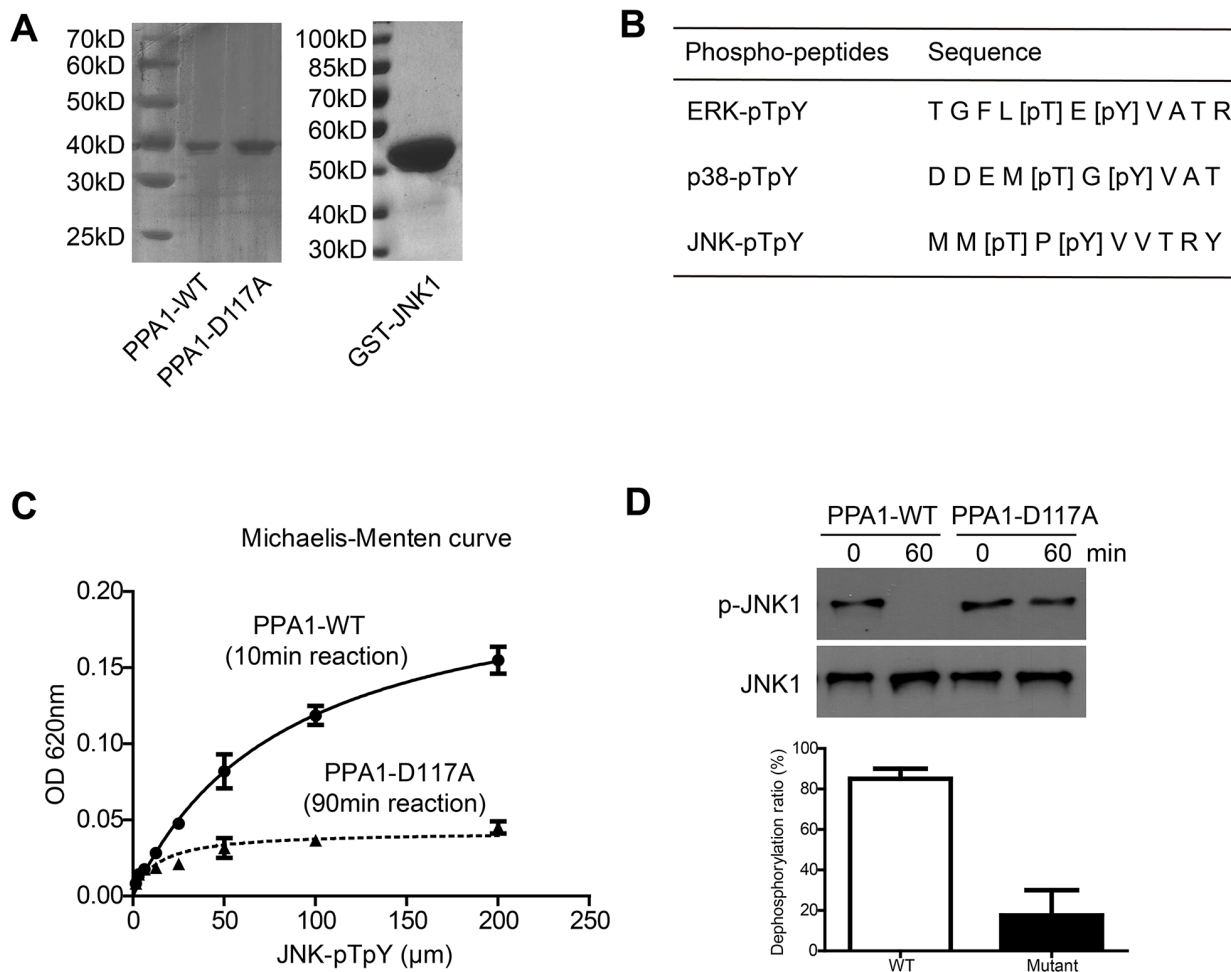 A
70kD
60kD
50kD
40kD
30kD
25kD
PPA1-WT
PPA1-D117A
100kD
85kD
70kD
60kD
50kD
40kD
30kD
GST-JNK1
B
Phospho-peptides Sequence
ERK-pTpY T G F L [pT] E [pY] V A T R
p38-pTpY D D E M [pT] G [pY] V A T
JNK-pTpY M M [pT] P [pY] V V T R Y
C
Michaelis-Menten curve
PPA1-WT
(10min reaction)
PPA1-D117A
(90min reaction)
OD 620nm
0.20
0.15
0.10
0.05
0.00
0 50 100 150 200 250
JNK-pTpY (µm)
D
PPA1-WT PPA1-D117A
0 60 0 60 min
p-JNK1
JNK1
Dephosphorylation ratio (%)
100
80
60
40
20
0
WT Mutant